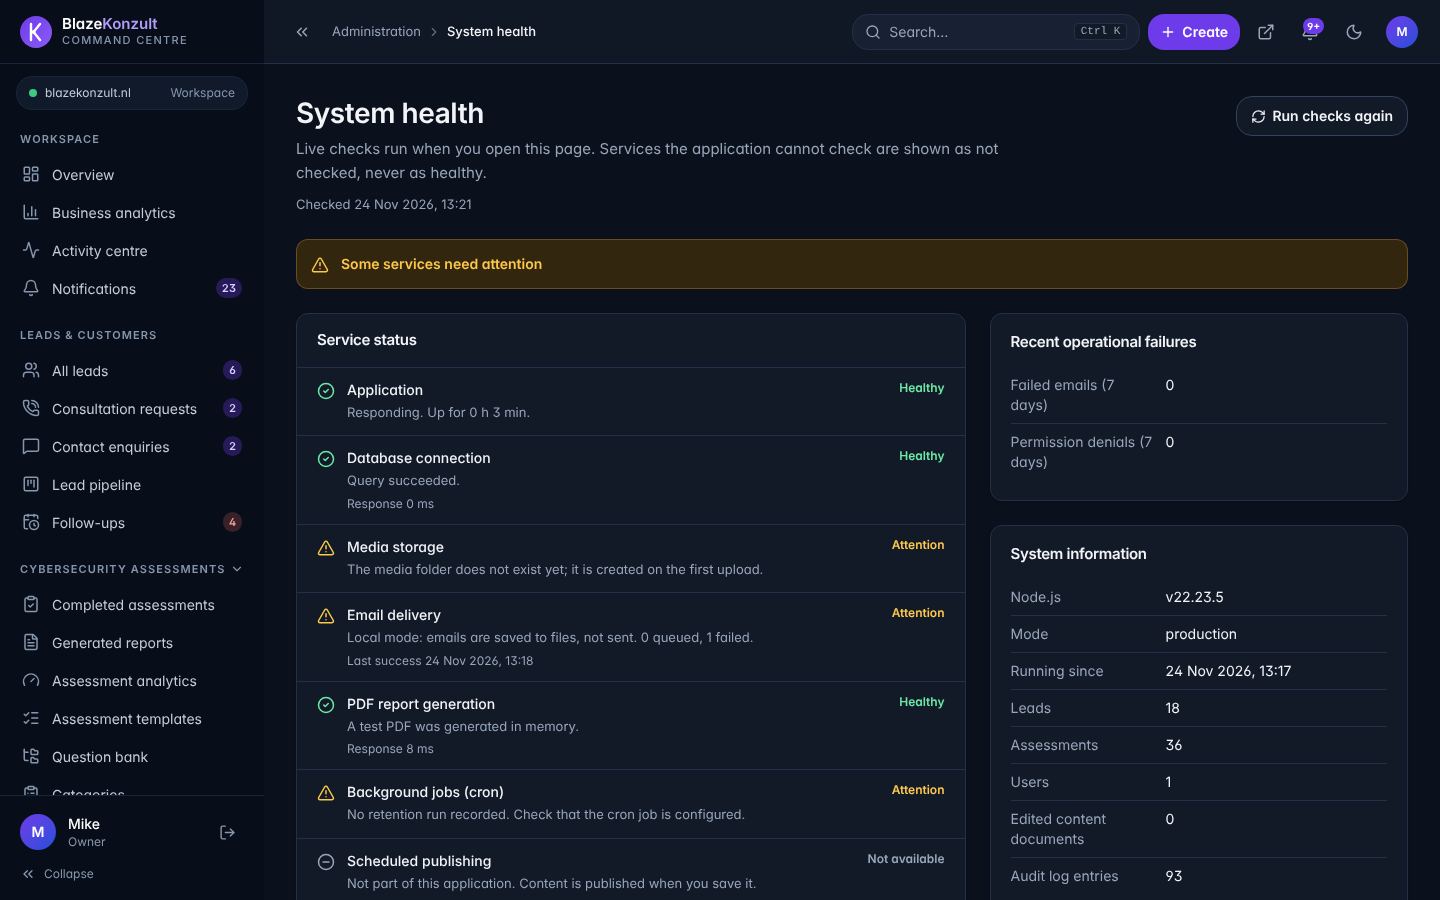 BlazeKonzult
COMMAND CENTRE
blazekonzult.nl Workspace
WORKSPACE
Overview
Business analytics
Activity centre
Notifications 23
LEADS & CUSTOMERS
All leads 6
Consultation requests 2
Contact enquiries 2
Lead pipeline
Follow-ups 4
CYBERSECURITY ASSESSMENTS
Completed assessments
Generated reports
Assessment analytics
Assessment templates
Question bank
Categories
M
Mike
Owner
Collapse
Administration System health
Search... Ctrl K
Create
9+
M
System health
Run checks again
Live checks run when you open this page. Services the application cannot check are shown as not
checked, never as healthy.
Checked 24 Nov 2026, 13:21
Some services need attention
Service status
Application Healthy
Responding. Up for 0 h 3 min.
Database connection Healthy
Query succeeded.
Response 0 ms
Media storage Attention
The media folder does not exist yet; it is created on the first upload.
Email delivery Attention
Local mode: emails are saved to files, not sent. 0 queued, 1 failed.
Last success 24 Nov 2026, 13:18
PDF report generation Healthy
A test PDF was generated in memory.
Response 8 ms
Background jobs (cron) Attention
No retention run recorded. Check that the cron job is configured.
Scheduled publishing Not available
Not part of this application. Content is published when you save it.
Recent operational failures
Failed emails (7 0
days)
Permission denials (7 0
days)
System information
Node.js v22.23.5
Mode production
Running since 24 Nov 2026, 13:17
Leads 18
Assessments 36
Users 1
Edited content 0
documents
Audit log entries 93